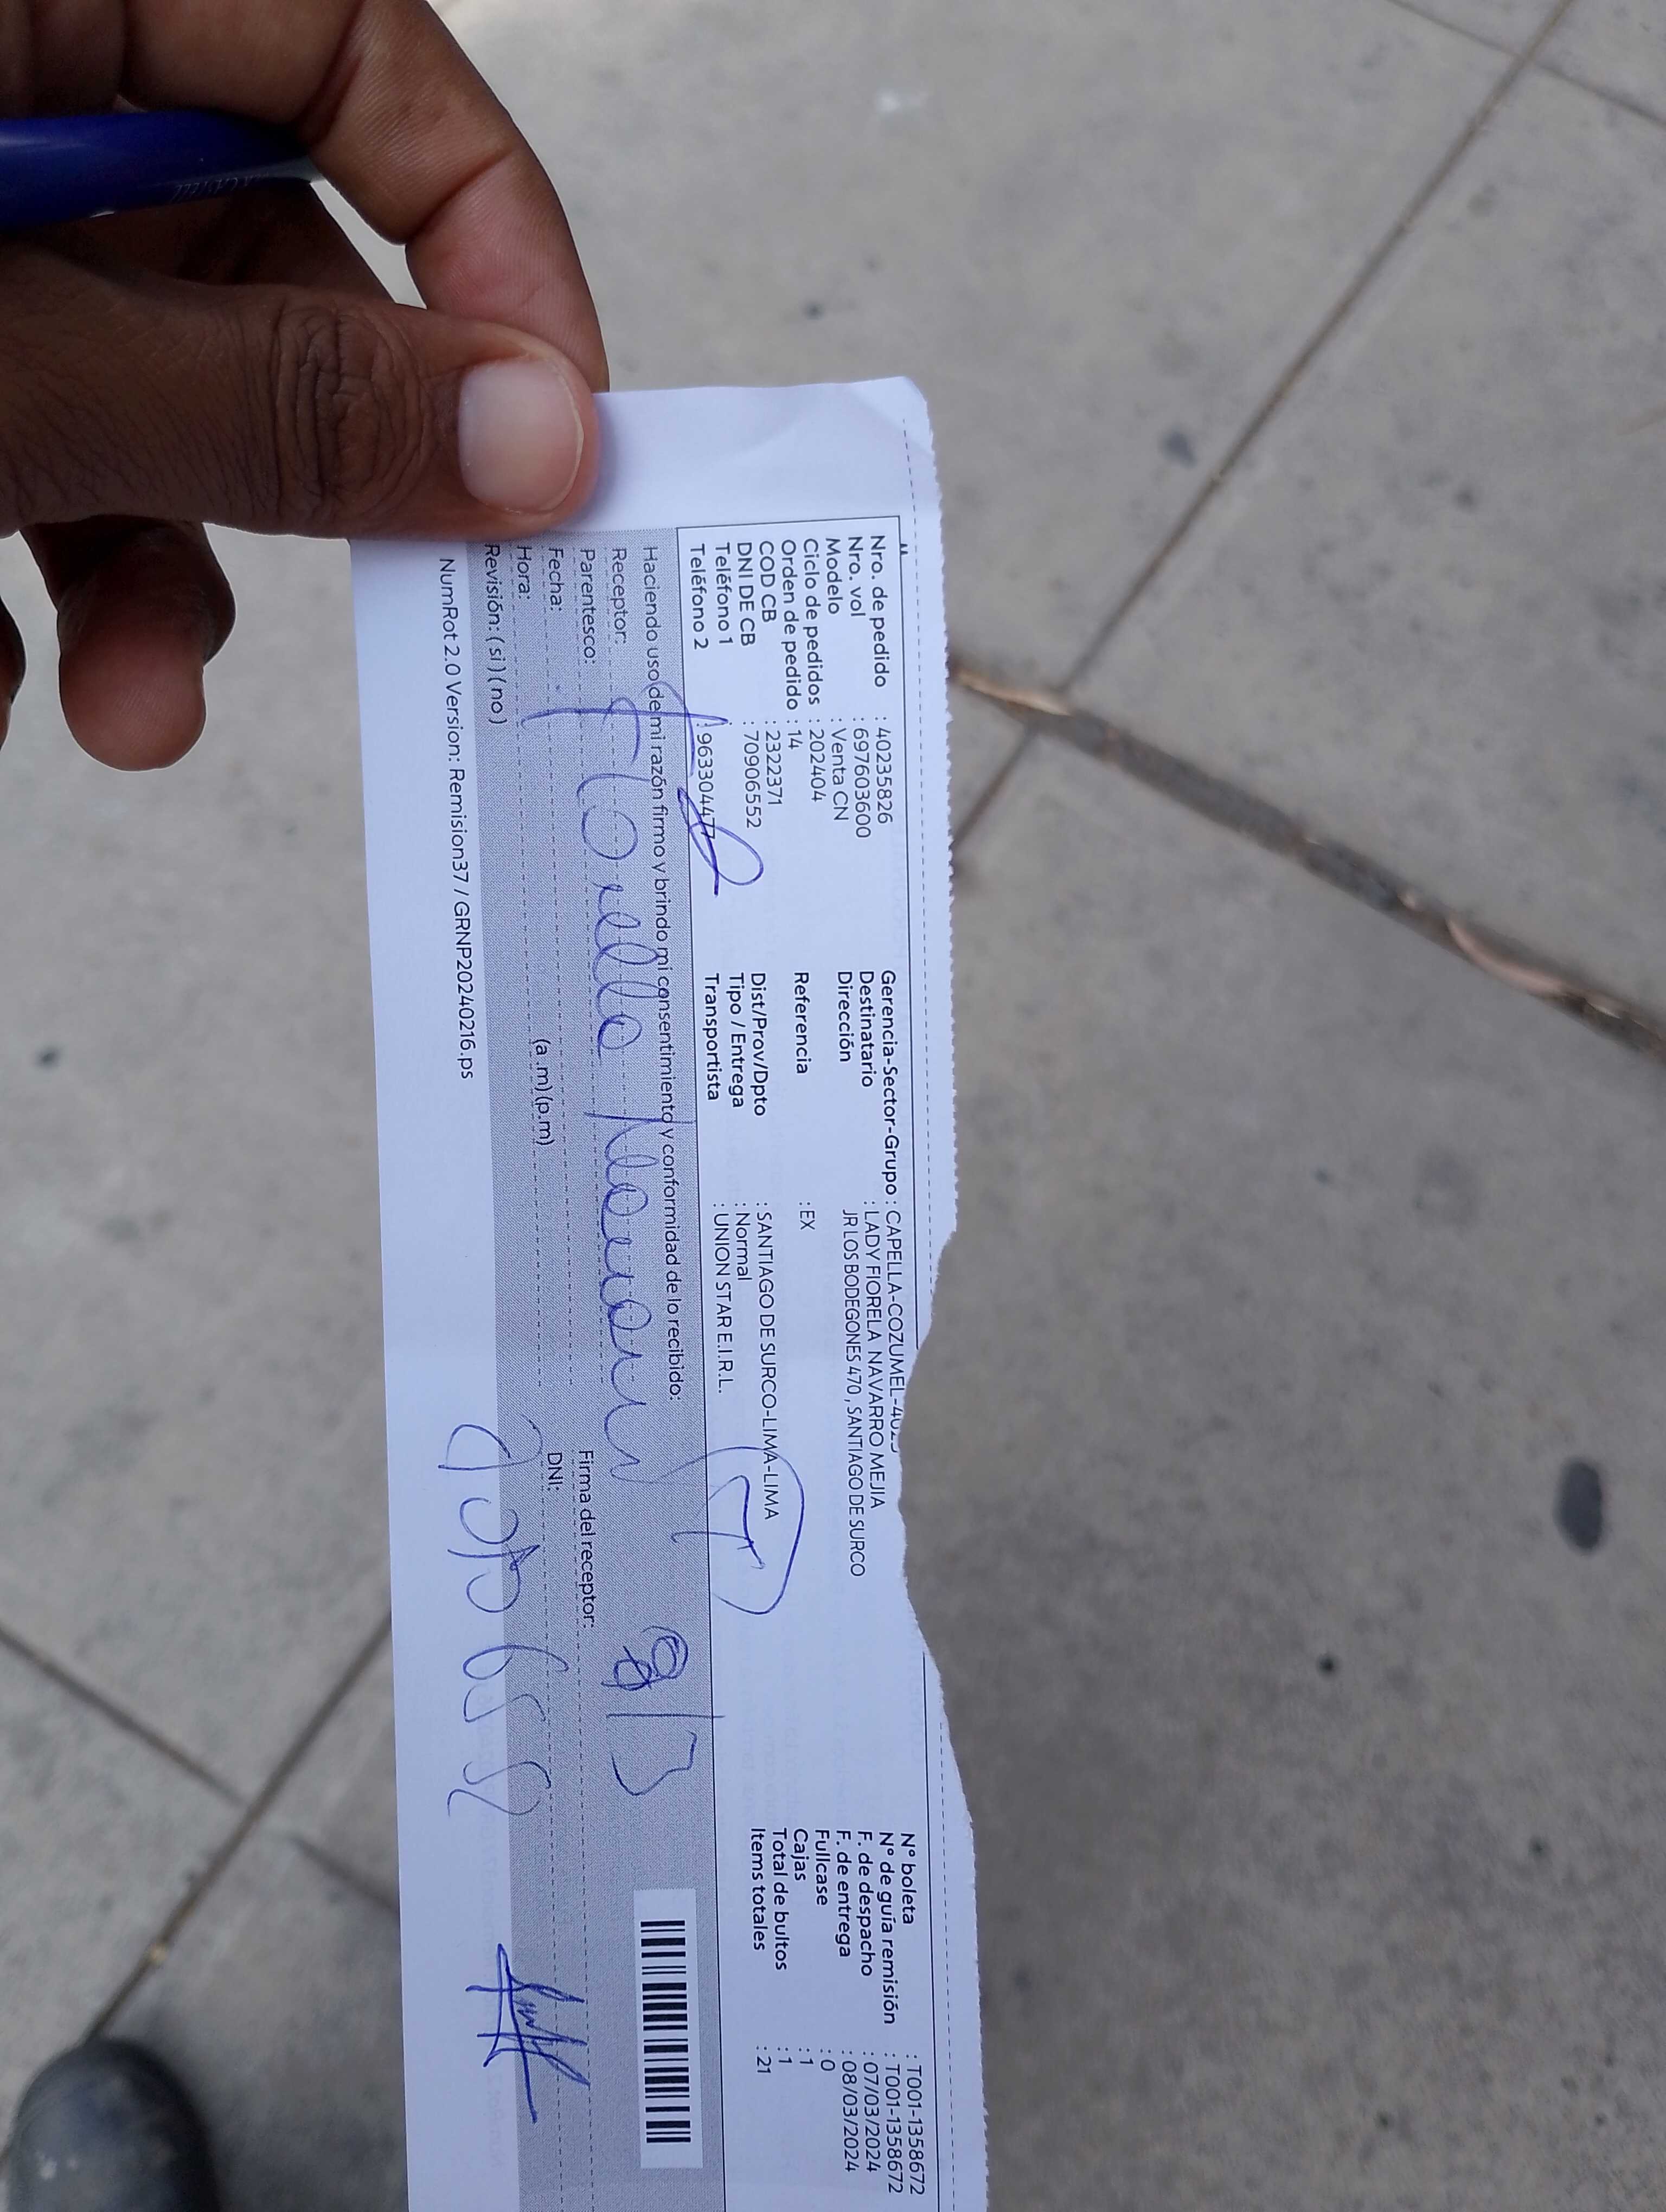 Nro. de pedido : 40235826
Nro. vol : 697603600
Modelo : Venta CN
Ciclo de pedidos : 202404
Orden de pedido : 14
COD CB : 2322371
DNI DE CB : 70906552
Teléfono 1 :
Teléfono 2 : 963304477
Gerencia-Sector-Grupo : CAPELLA-COZUMEL-4023
Destinatario : LADY FIORELA NAVARRO MEJIA
Dirección JR LOS BODEGONES 470 , SANTIAGO DE SURCO
Referencia : EX
Dist/Prov/Dpto : SANTIAGO DE SURCO-LIMA-LIMA
Tipo / Entrega : Normal
Transportista : UNION STAR E.I.R.L.
N° boleta : T001-1358672
N° de guía remisión : T001-1358672
F. de despacho : 07/03/2024
F. de entrega : 08/03/2024
Fullcase : 0
Cajas : 1
Total de bultos : 1
Items totales : 21
Haciendo uso de mi razón firmo y brindo mi consentimiento y conformidad de lo recibido:
Receptor:
Parentesco:
Fecha:
Hora: (a.m)(p.m)
Revisión: (si) (no)
8/3
Firma del receptor:
DNI:
NumRot 2.0 Version: Remision37 / GRNP20240216.ps